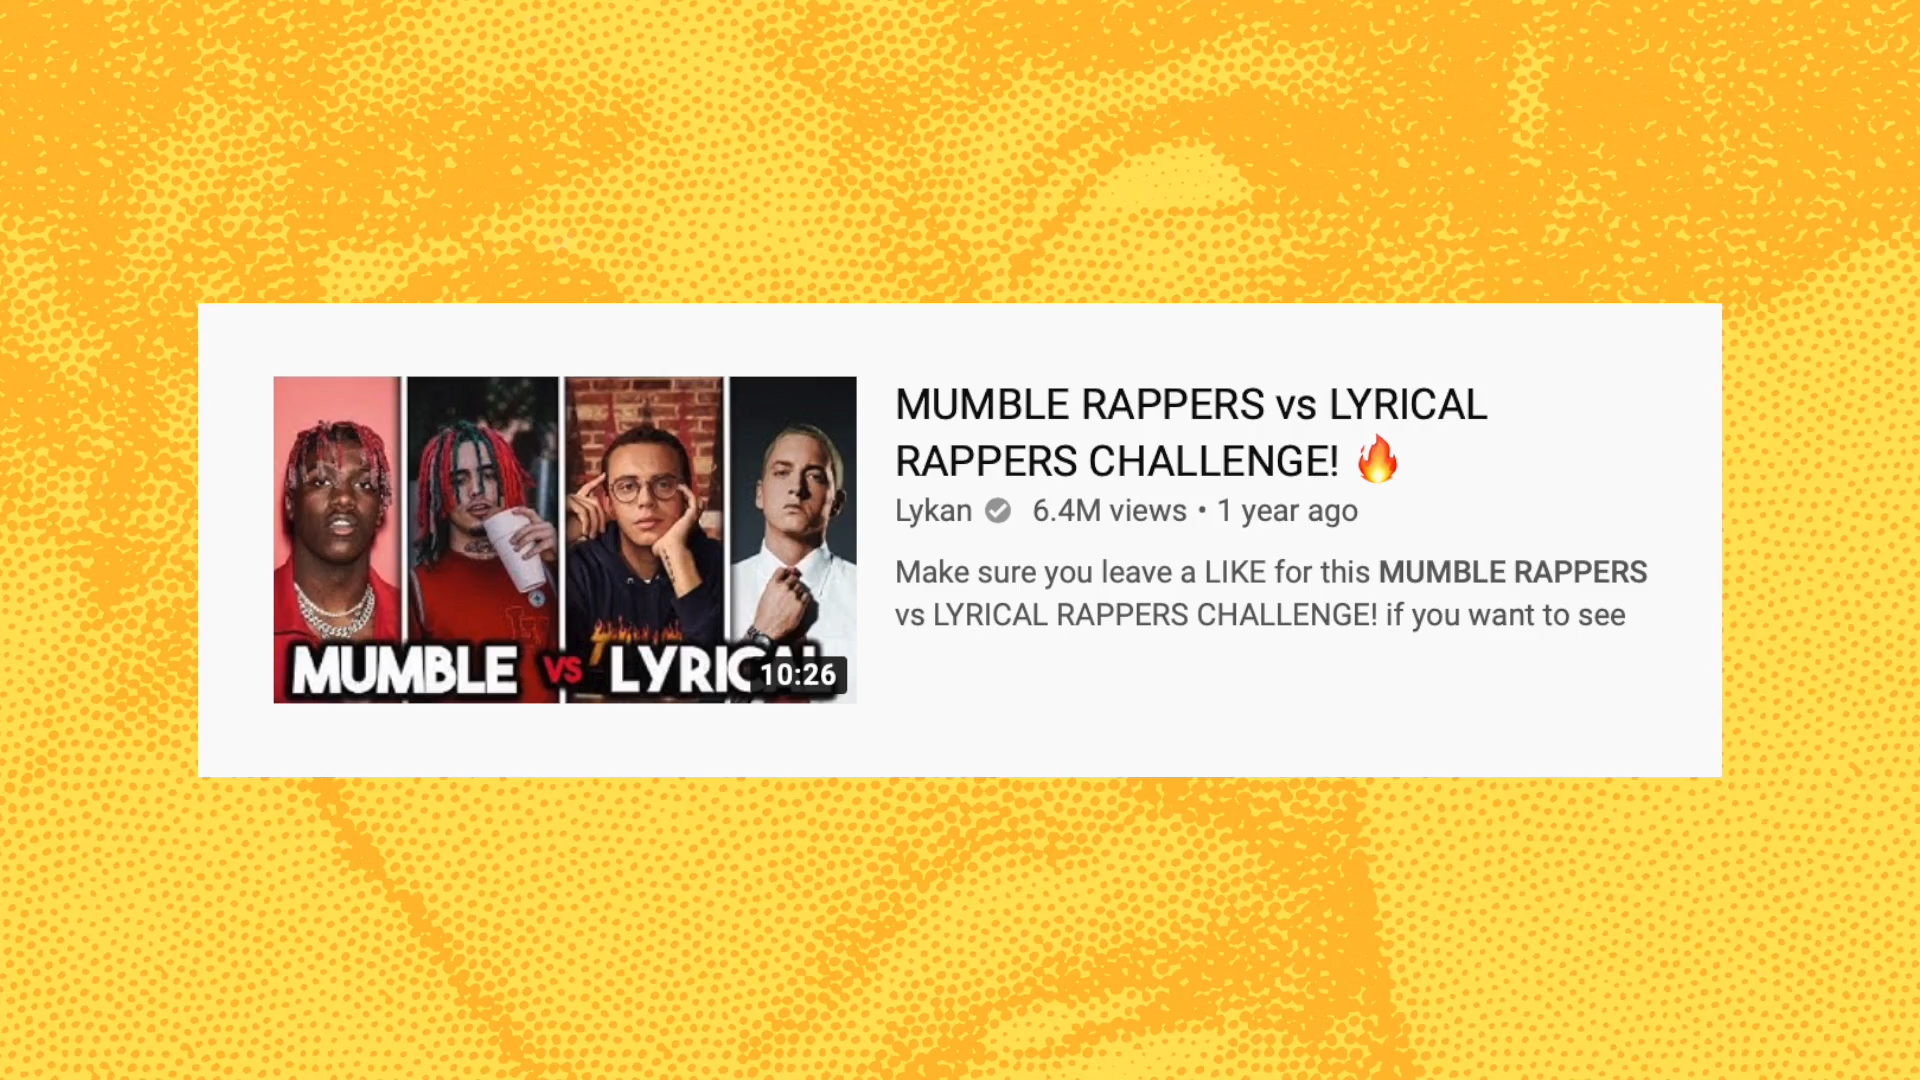 MUMBLE vs LYRICAL
10:26
MUMBLE RAPPERS vs LYRICAL
RAPPERS CHALLENGE! 🔥
Lykan 6.4M views • 1 year ago
Make sure you leave a LIKE for this MUMBLE RAPPERS
vs LYRICAL RAPPERS CHALLENGE! if you want to see